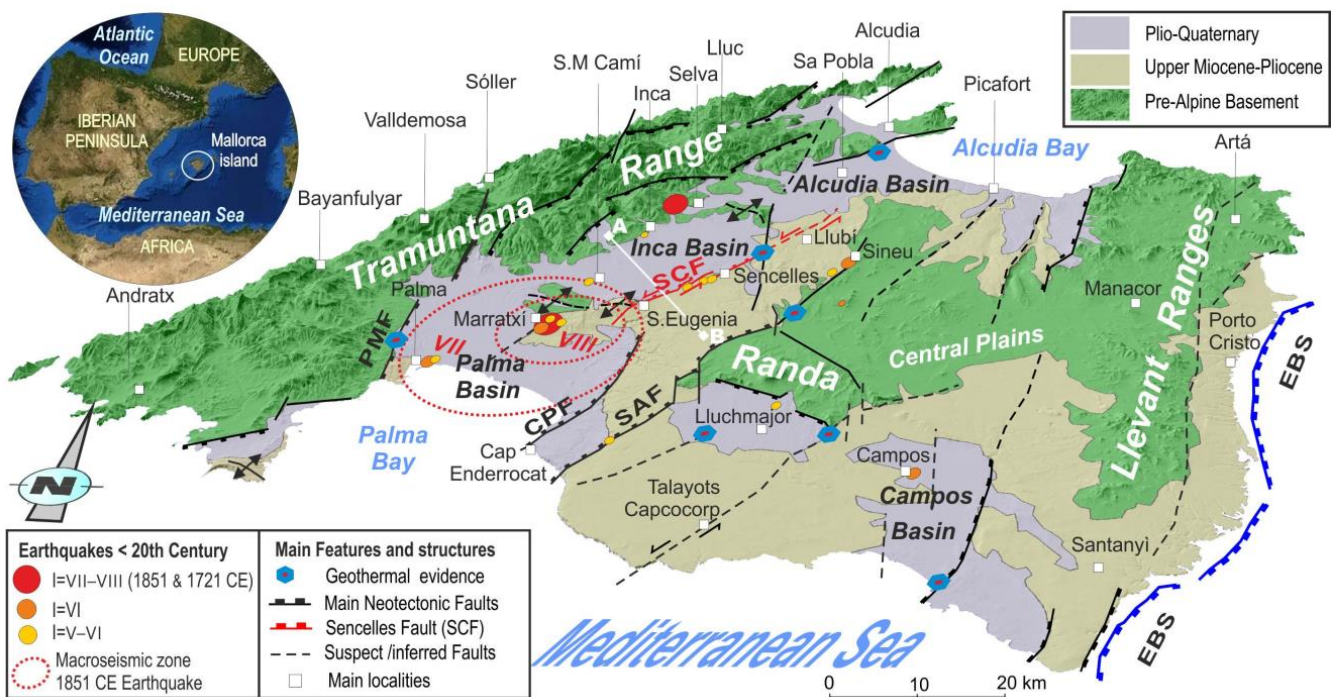 Atlantic
Ocean
EUROPE
IBERIAN
PENINSULA
Mallorca
island
Mediterranean Sea
AFRICA
Plio-Quaternary
Upper Miocene-Pliocene
Pre-Alpine Basement
Alcudia
Lluc
S.M Camí
Selva
Sa Pobla
Sóller
Inca
Picafort
Valldemosa
Artá
Alcudia Bay
Bayanfulyar
Tramuntana
Range
Alcudia Basin
A
Inca Basin
Llubí
Sineu
SCF
Sencelles
Andratx
Palma
Manacor
Llevant Ranges
Marratxí
S.Eugenia
Porto
Cristo
PMF
VII
VIII
B
Central Plains
EBS
Palma
Basin
Randa
CPF
SAF
Lluchmajor
Palma
Bay
Cap
Enderrocat
Campos
Campos
Basin
Talayots
Capcocorp
Santanyi
N
EBS
Mediterranean Sea
Earthquakes < 20th Century
I=VII–VIII (1851 & 1721 CE)
I=VI
I=V–VI
Macroseismic zone
1851 CE Earthquake
Main Features and structures
Geothermal evidence
Main Neotectonic Faults
Sencelles Fault (SCF)
Suspect /inferred Faults
Main localities
0 10 20 km